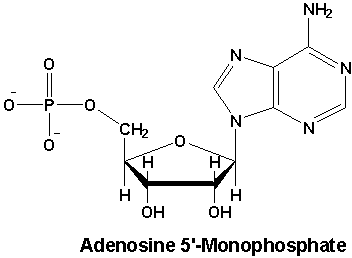 NH₂
N N
N N
O
⁻O P O
O⁻
CH₂
O
H H H H
OH OH
Adenosine 5'-Monophosphate